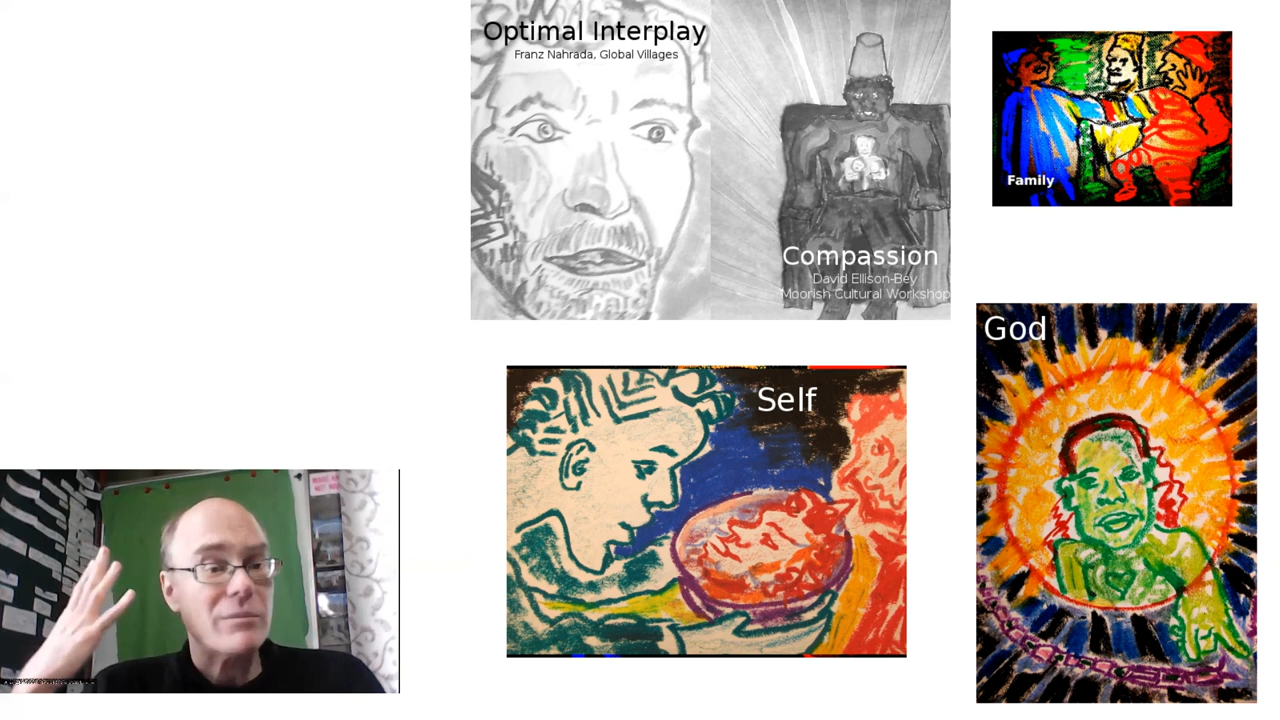 Optimal Interplay
Franz Nahrada, Global Villages
Compassion
David Ellison-Bey
Moorish Cultural Workshop
Family
God
Self